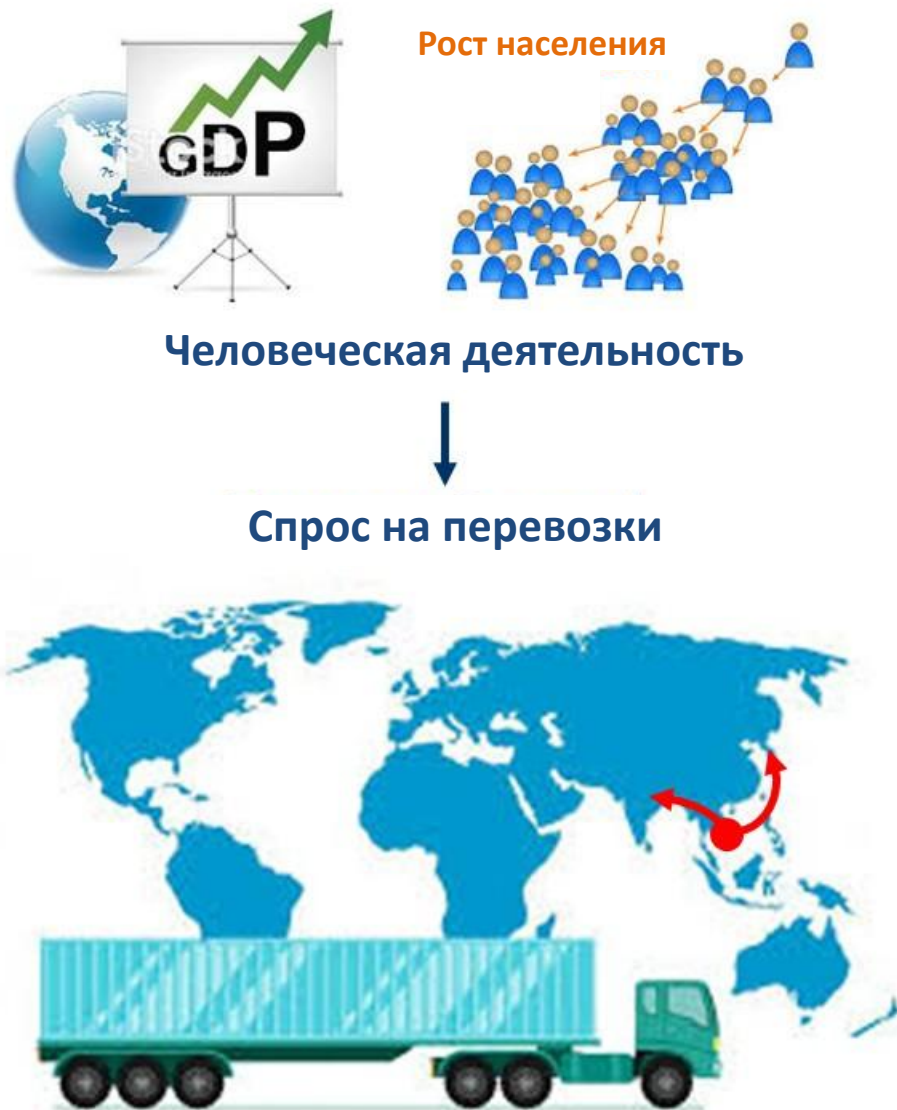 GDP
Рост населения
Человеческая деятельность
Спрос на перевозки